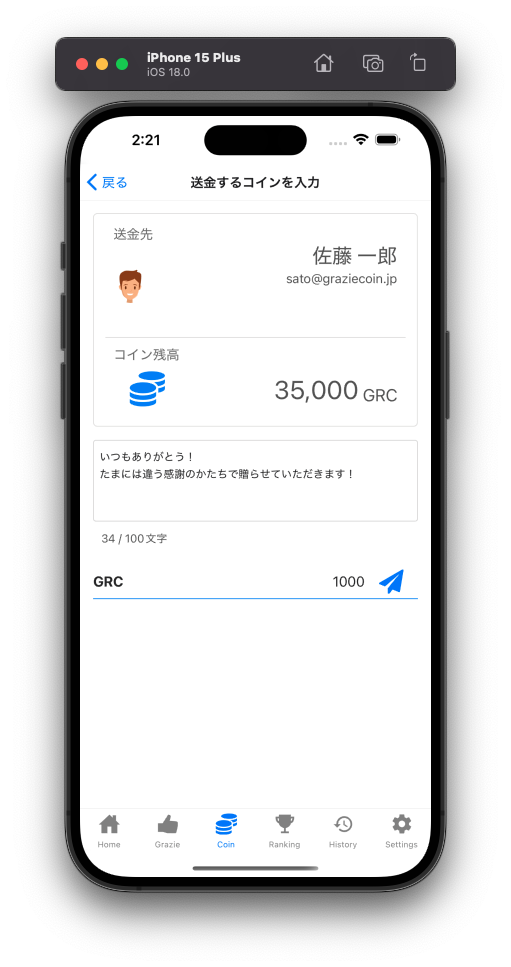 iPhone 15 Plus
iOS 18.0
2:21
戻る
送金するコインを入力
送金先
佐藤 一郎
sato@graziecoin.jp
コイン残高
35,000 GRC
いつもありがとう！
たまには違う感謝のかたちで贈らせていただきます！
34 / 100文字
GRC 1000
Home Grazie Coin Ranking History Settings